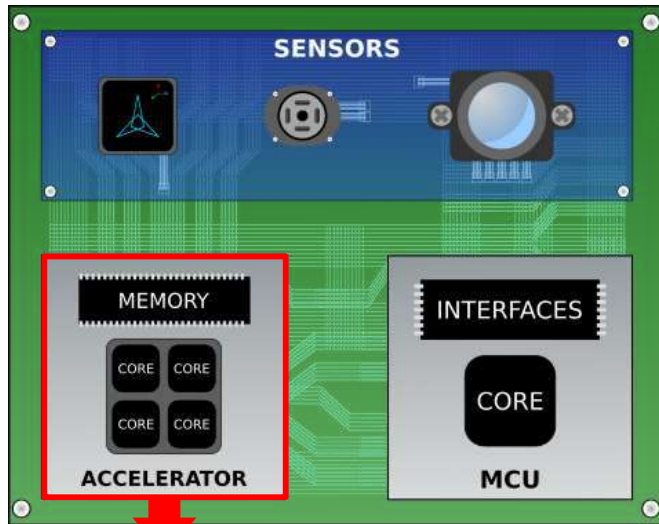 SENSORS
MEMORY
CORE CORE
CORE CORE
ACCELERATOR
INTERFACES
CORE
MCU